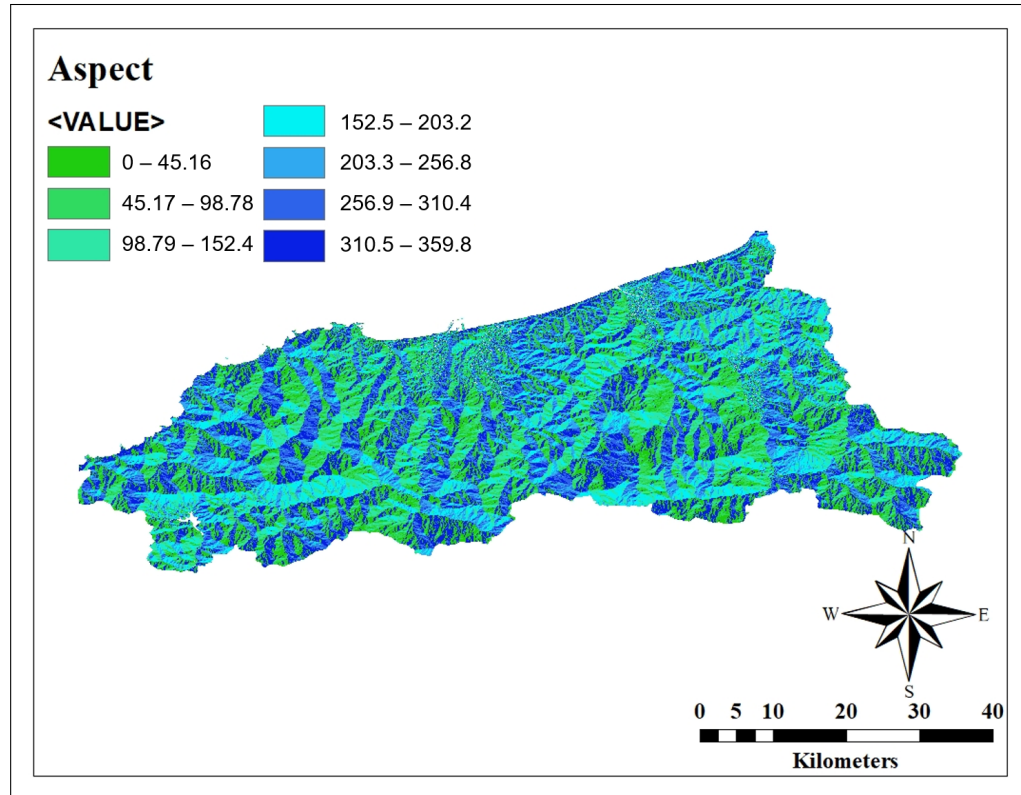 Aspect
<VALUE>
0 – 45.16
45.17 – 98.78
98.79 – 152.4
152.5 – 203.2
203.3 – 256.8
256.9 – 310.4
310.5 – 359.8
N
W
E
S
0 5 10 20 30 40
Kilometers